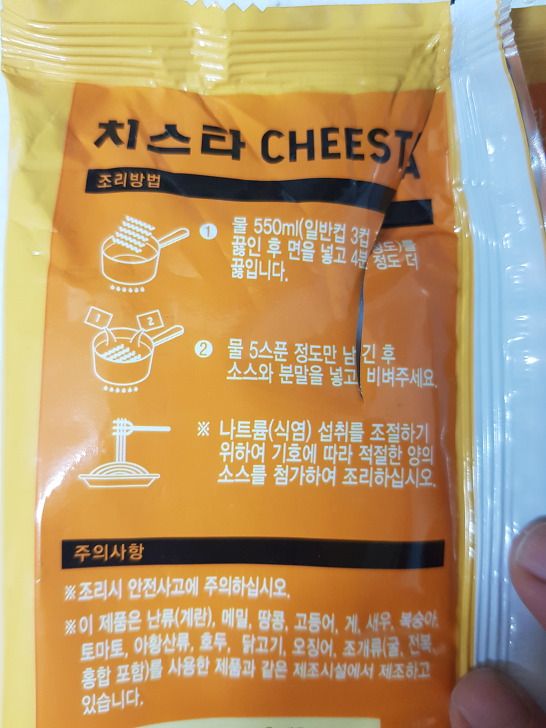 치스타 CHEESTA
조리방법
1 물 550ml(일반컵 3컵 정도)를
끓인 후 면을 넣고 4분 정도 더
끓입니다.
1 2
2 물 5스푼 정도만 남긴 후
소스와 분말을 넣고 비벼주세요.
※ 나트륨(식염) 섭취를 조절하기
위하여 기호에 따라 적절한 양의
소스를 첨가하여 조리하십시오.
주의사항
※조리시 안전사고에 주의하십시오.
※이 제품은 난류(계란), 메밀, 땅콩, 고등어, 게, 새우, 복숭아,
토마토, 아황산류, 호두, 닭고기, 오징어, 조개류(굴, 전복,
홍합 포함)를 사용한 제품과 같은 제조시설에서 제조하고
있습니다.